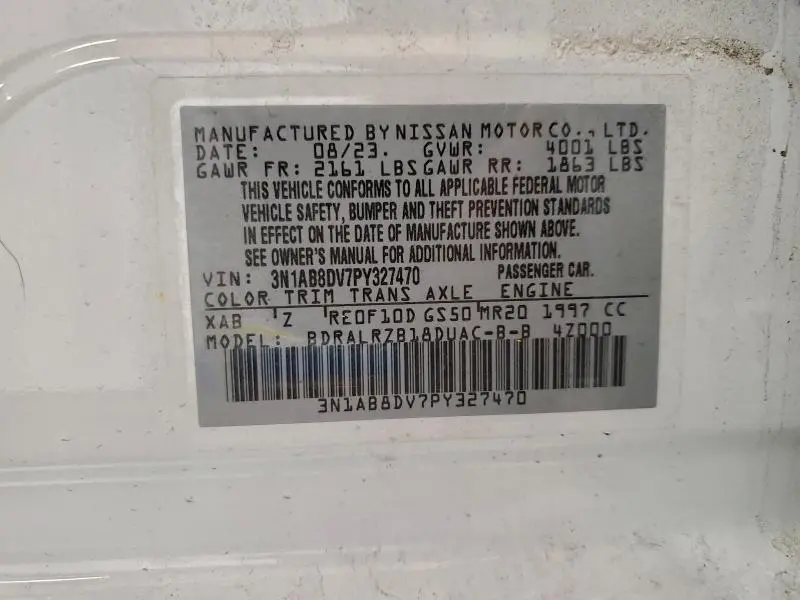 MANUFACTURED BY NISSAN MOTOR CO., LTD.
DATE: 08/23. GVWR: 4001 LBS
GAWR FR: 2161 LBS GAWR RR: 1863 LBS
THIS VEHICLE CONFORMS TO ALL APPLICABLE FEDERAL MOTOR
VEHICLE SAFETY, BUMPER AND THEFT PREVENTION STANDARDS
IN EFFECT ON THE DATE OF MANUFACTURE SHOWN ABOVE.
SEE OWNER'S MANUAL FOR ADDITIONAL INFORMATION.
VIN: 3N1AB8DV7PY327470 PASSENGER CAR.
COLOR TRIM TRANS AXLE ENGINE
XAB 'Z 'RE0F10D GS50'MR20 1997 CC
MODEL: BDRALRZB18DUAC-B-B 4Z000
3N1AB8DV7PY327470